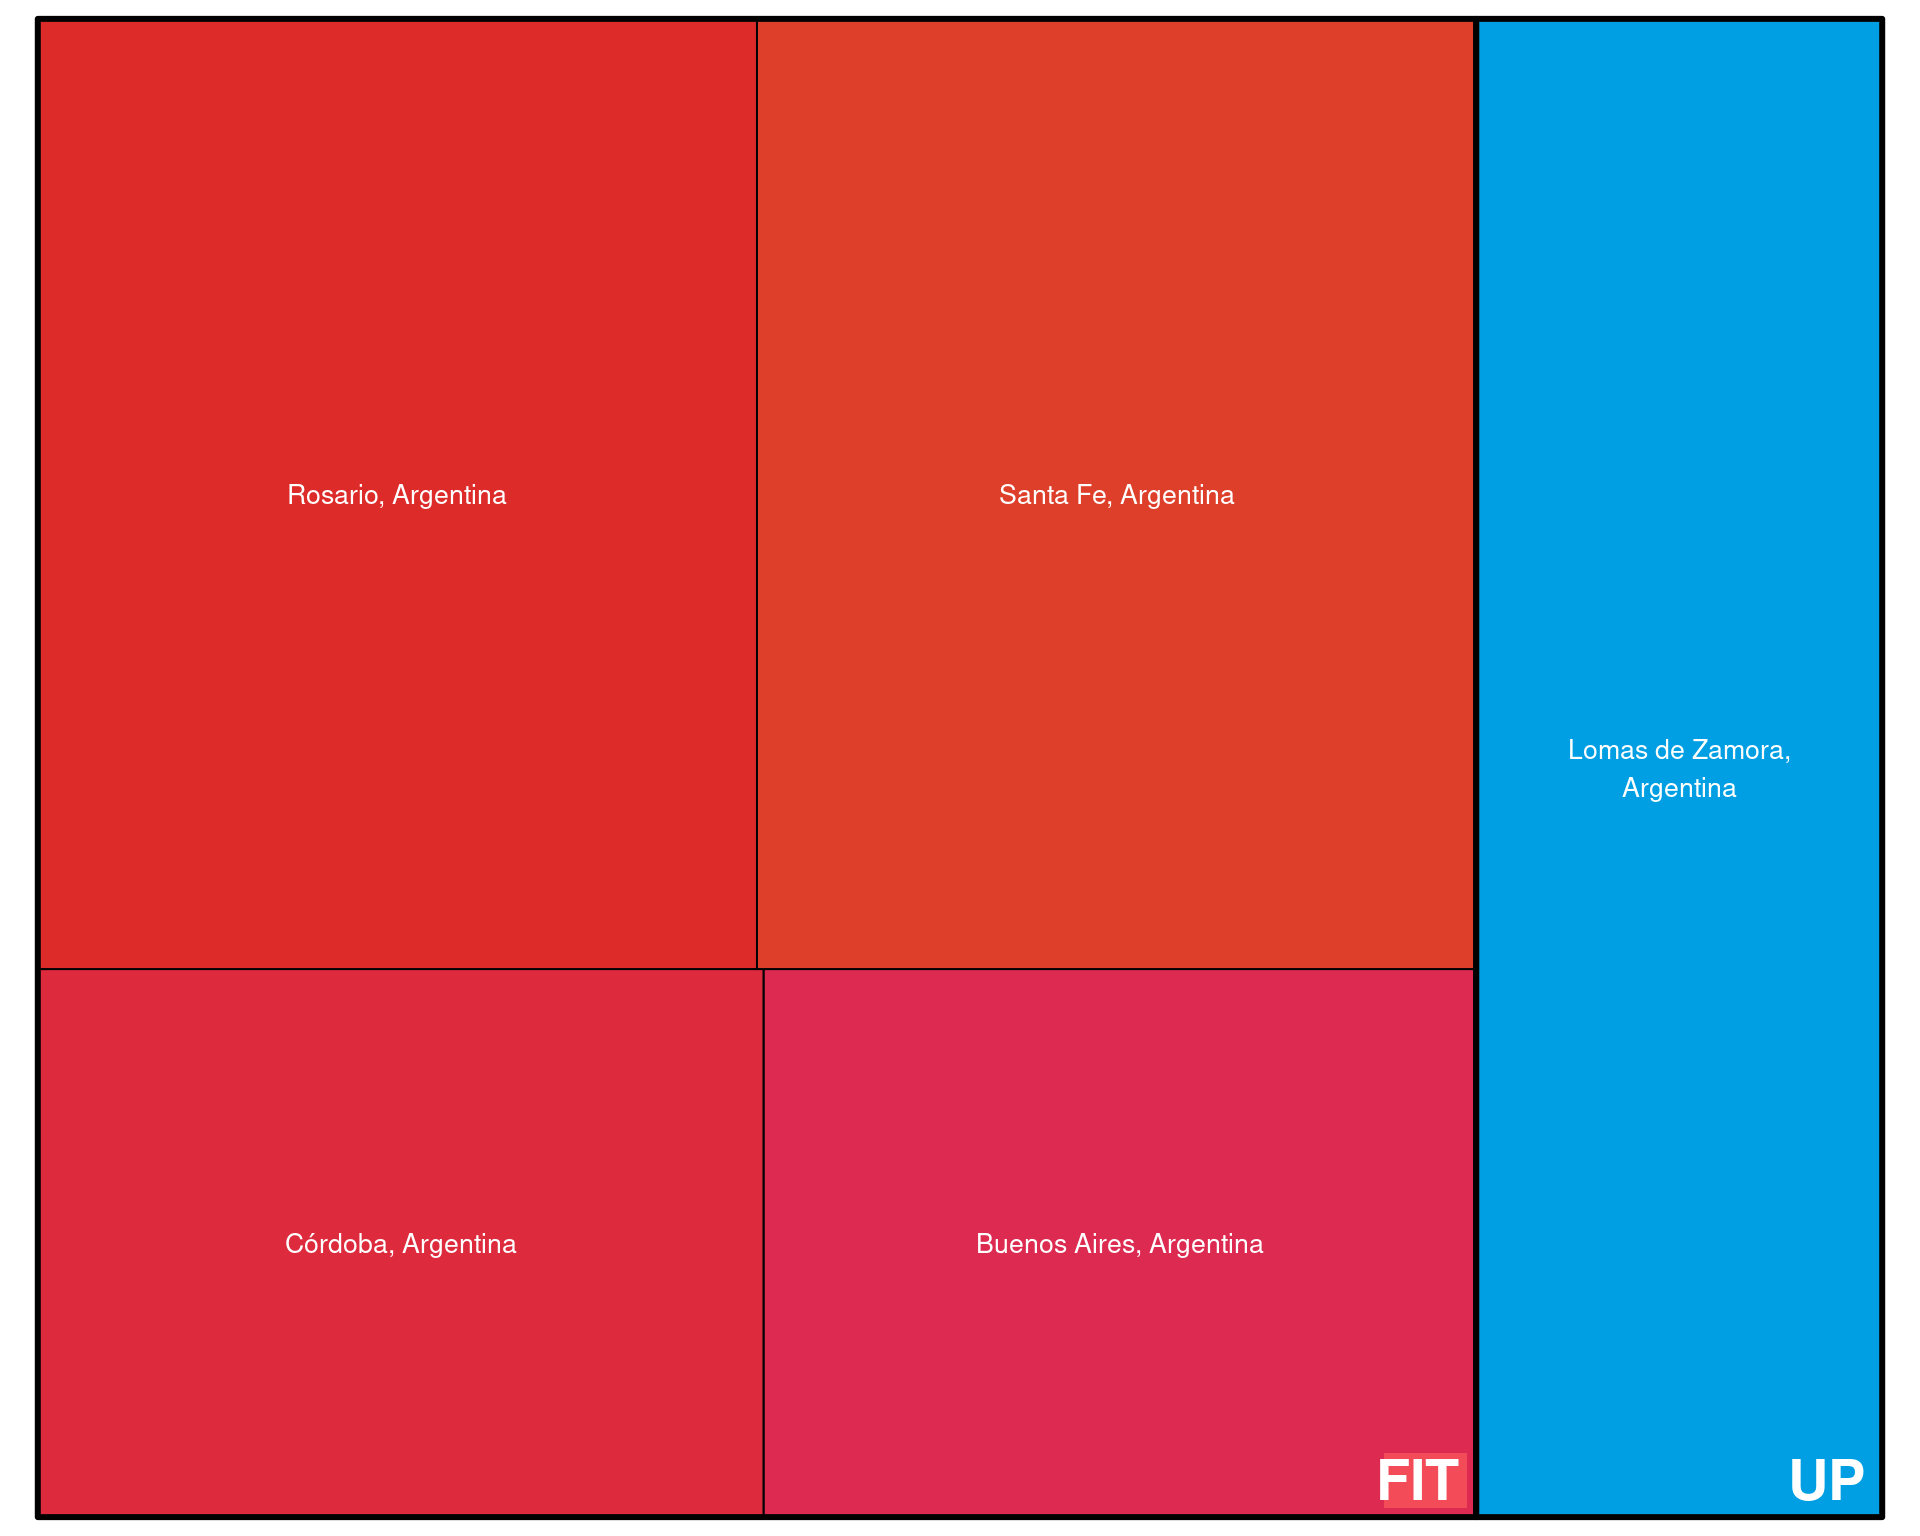 Rosario, Argentina
Santa Fe, Argentina
Lomas de Zamora,
Argentina
Córdoba, Argentina
Buenos Aires, Argentina
FIT
UP